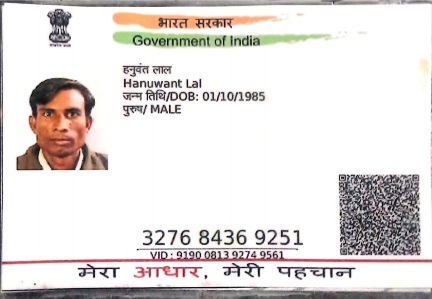 भारत सरकार
Government of India
हनुवंत लाल
Hanuwant Lal
जन्म तिथि/DOB: 01/10/1985
पुरुष/ MALE
3276 8436 9251
VID : 9190 0813 9274 9561
मेरा आधार, मेरी पहचान